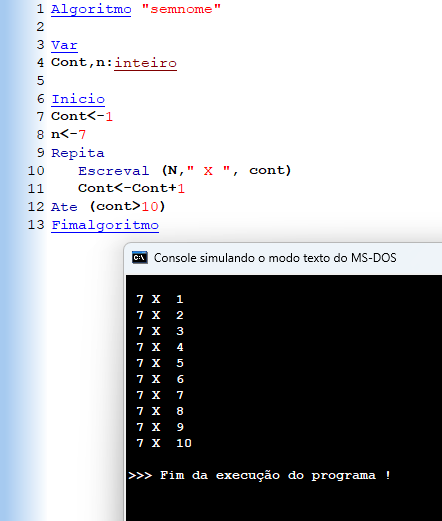 1 Algoritmo "semnome"
2
3 Var
4 Cont,n:inteiro
5
6 Inicio
7 Cont<-1
8 n<-7
9 Repita
10 Escreval (N," X ", cont)
11 Cont<-Cont+1
12 Ate (cont>10)
13 Fimalgoritmo
C:\ Console simulando o modo texto do MS-DOS
7 X 1
7 X 2
7 X 3
7 X 4
7 X 5
7 X 6
7 X 7
7 X 8
7 X 9
7 X 10
>>> Fim da execução do programa !